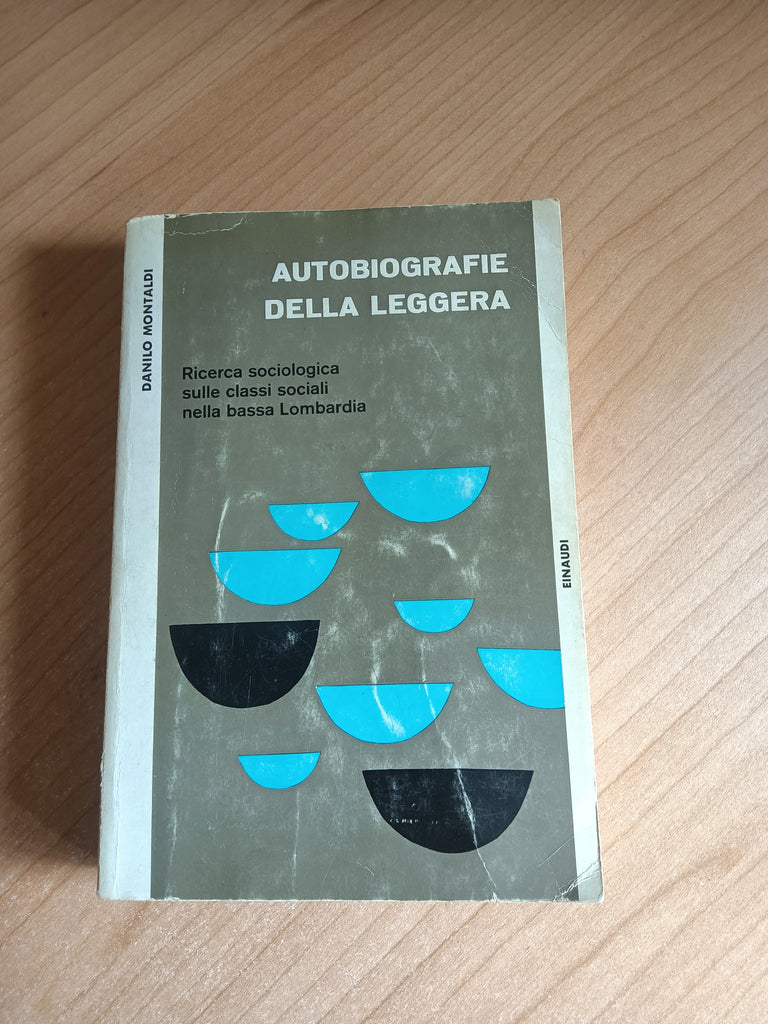 DANILO MONTALDI
AUTOBIOGRAFIE
DELLA LEGGERA
Ricerca sociologica
sulle classi sociali
nella bassa Lombardia
EINAUDI